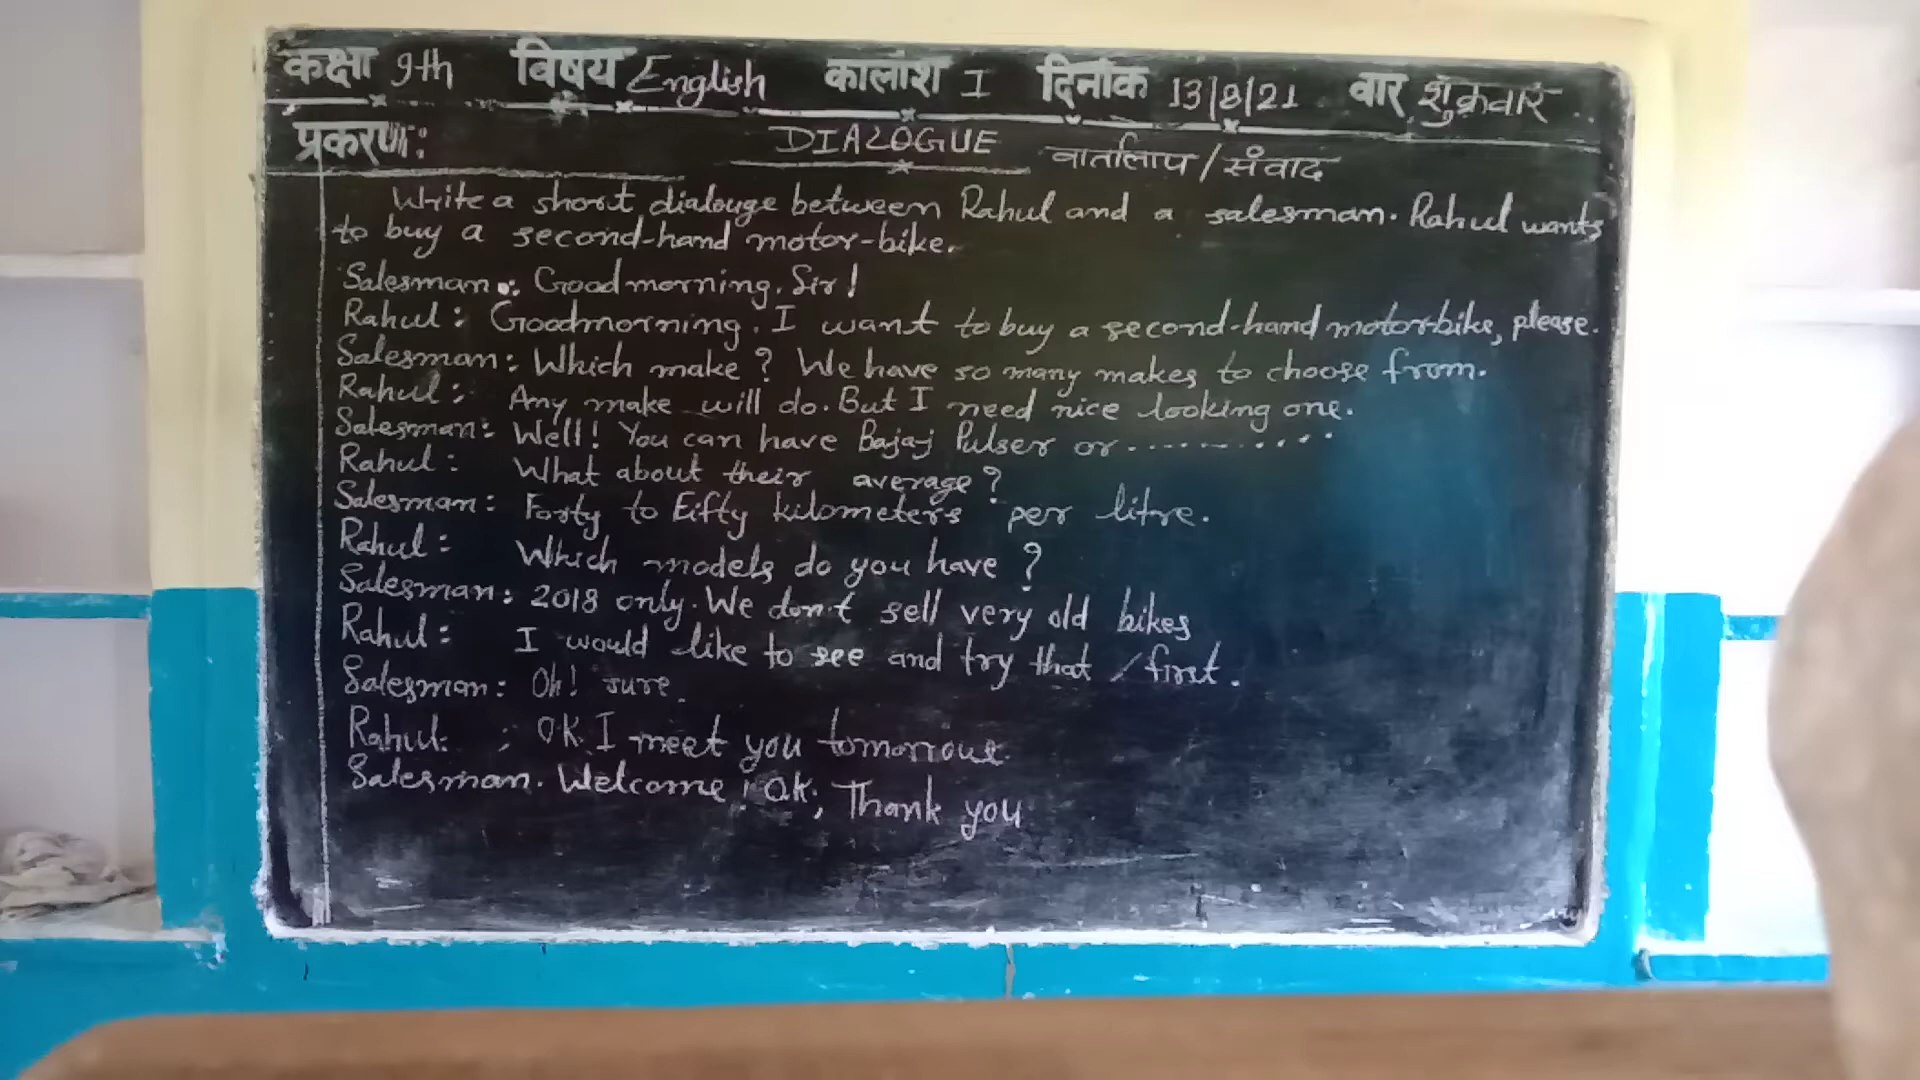 कक्षा 9th विषय English कालांश I दिनांक 13/8/21 वार शुक्रवार
प्रकरण: DIALOGUE वार्तालाप/संवाद
Write a short dialouge between Rahul and a salesman. Rahul wants
to buy a second-hand motor-bike.
Salesman: Good morning, Sir!
Rahul: Goodmorning. I want to buy a second-hand motorbike, please.
Salesman: Which make? We have so many makes to choose from.
Rahul: Any make will do. But I need nice looking one.
Salesman: Well! You can have Bajaj Pulser or ..........
Rahul: What about their average?
Salesman: Forty to Fifty kilometers per litre.
Rahul: Which models do you have?
Salesman: 2018 only. We don't sell very old bikes
Rahul: I would like to see and try that / first.
Salesman: Oh! sure.
Rahul: OK. I meet you tomorrow.
Salesman. Welcome! OK, Thank you